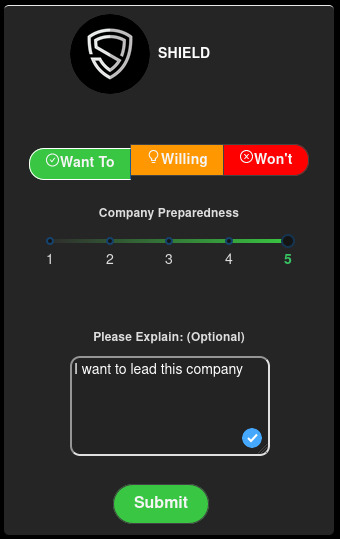 SHIELD
Want To Willing Won't
Company Preparedness
1 2 3 4 5
Please Explain: (Optional)
I want to lead this company
Submit